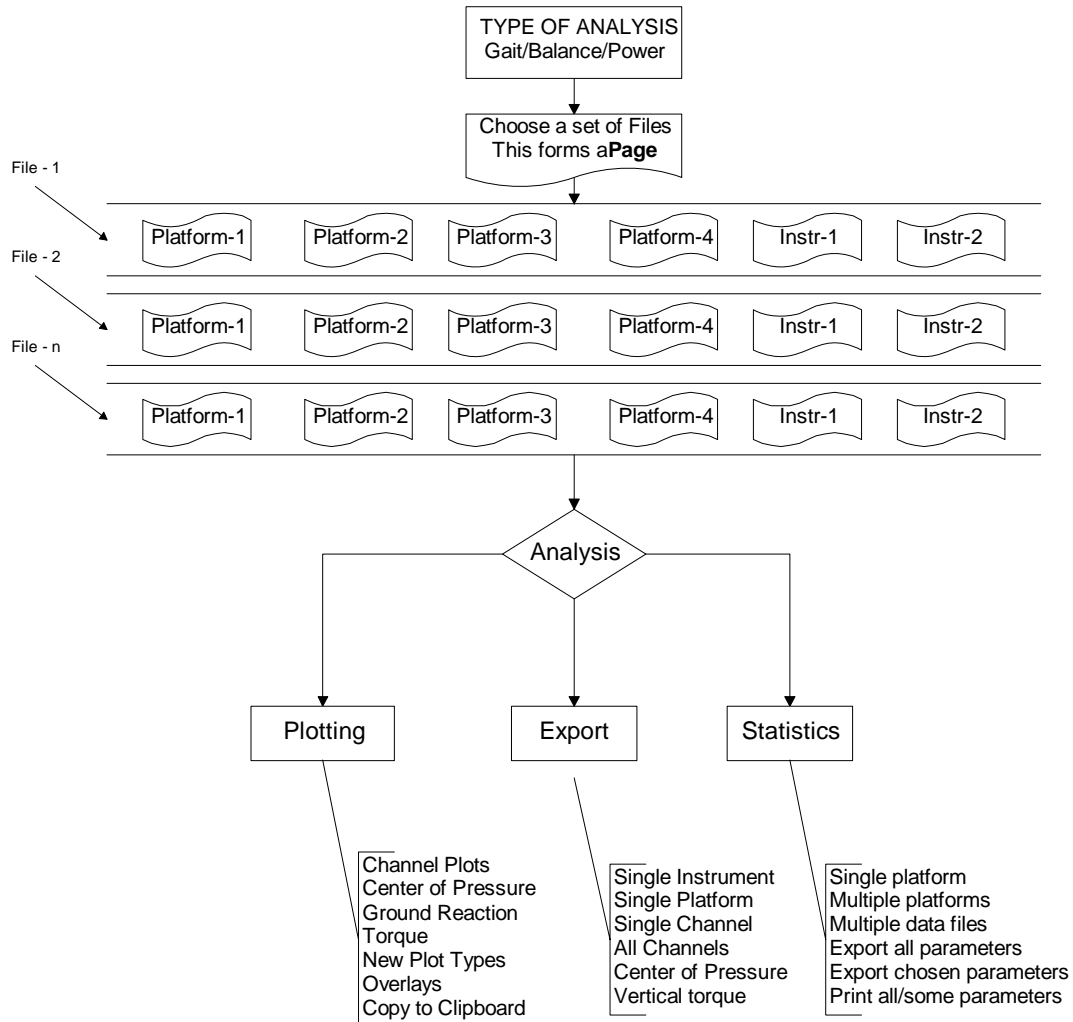 TYPE OF ANALYSIS
Gait/Balance/Power
Choose a set of Files
This forms aPage
File - 1
Platform-1 Platform-2 Platform-3 Platform-4 Instr-1 Instr-2
File - 2
Platform-1 Platform-2 Platform-3 Platform-4 Instr-1 Instr-2
File - n
Platform-1 Platform-2 Platform-3 Platform-4 Instr-1 Instr-2
Analysis
Plotting
Export
Statistics
Channel Plots
Center of Pressure
Ground Reaction
Torque
New Plot Types
Overlays
Copy to Clipboard
Single Instrument
Single Platform
Single Channel
All Channels
Center of Pressure
Vertical torque
Single platform
Multiple platforms
Multiple data files
Export all parameters
Export chosen parameters
Print all/some parameters